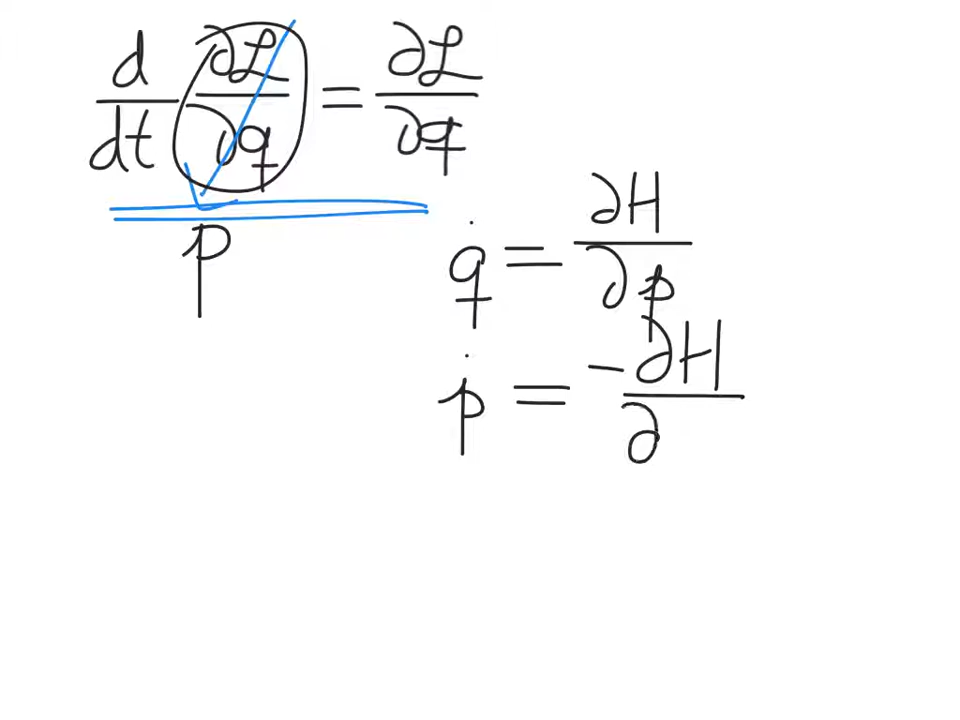 d/dt ∂ℒ/∂q = ∂ℒ/∂q
p
q̇ = ∂H/∂p
ṗ = -∂H/∂